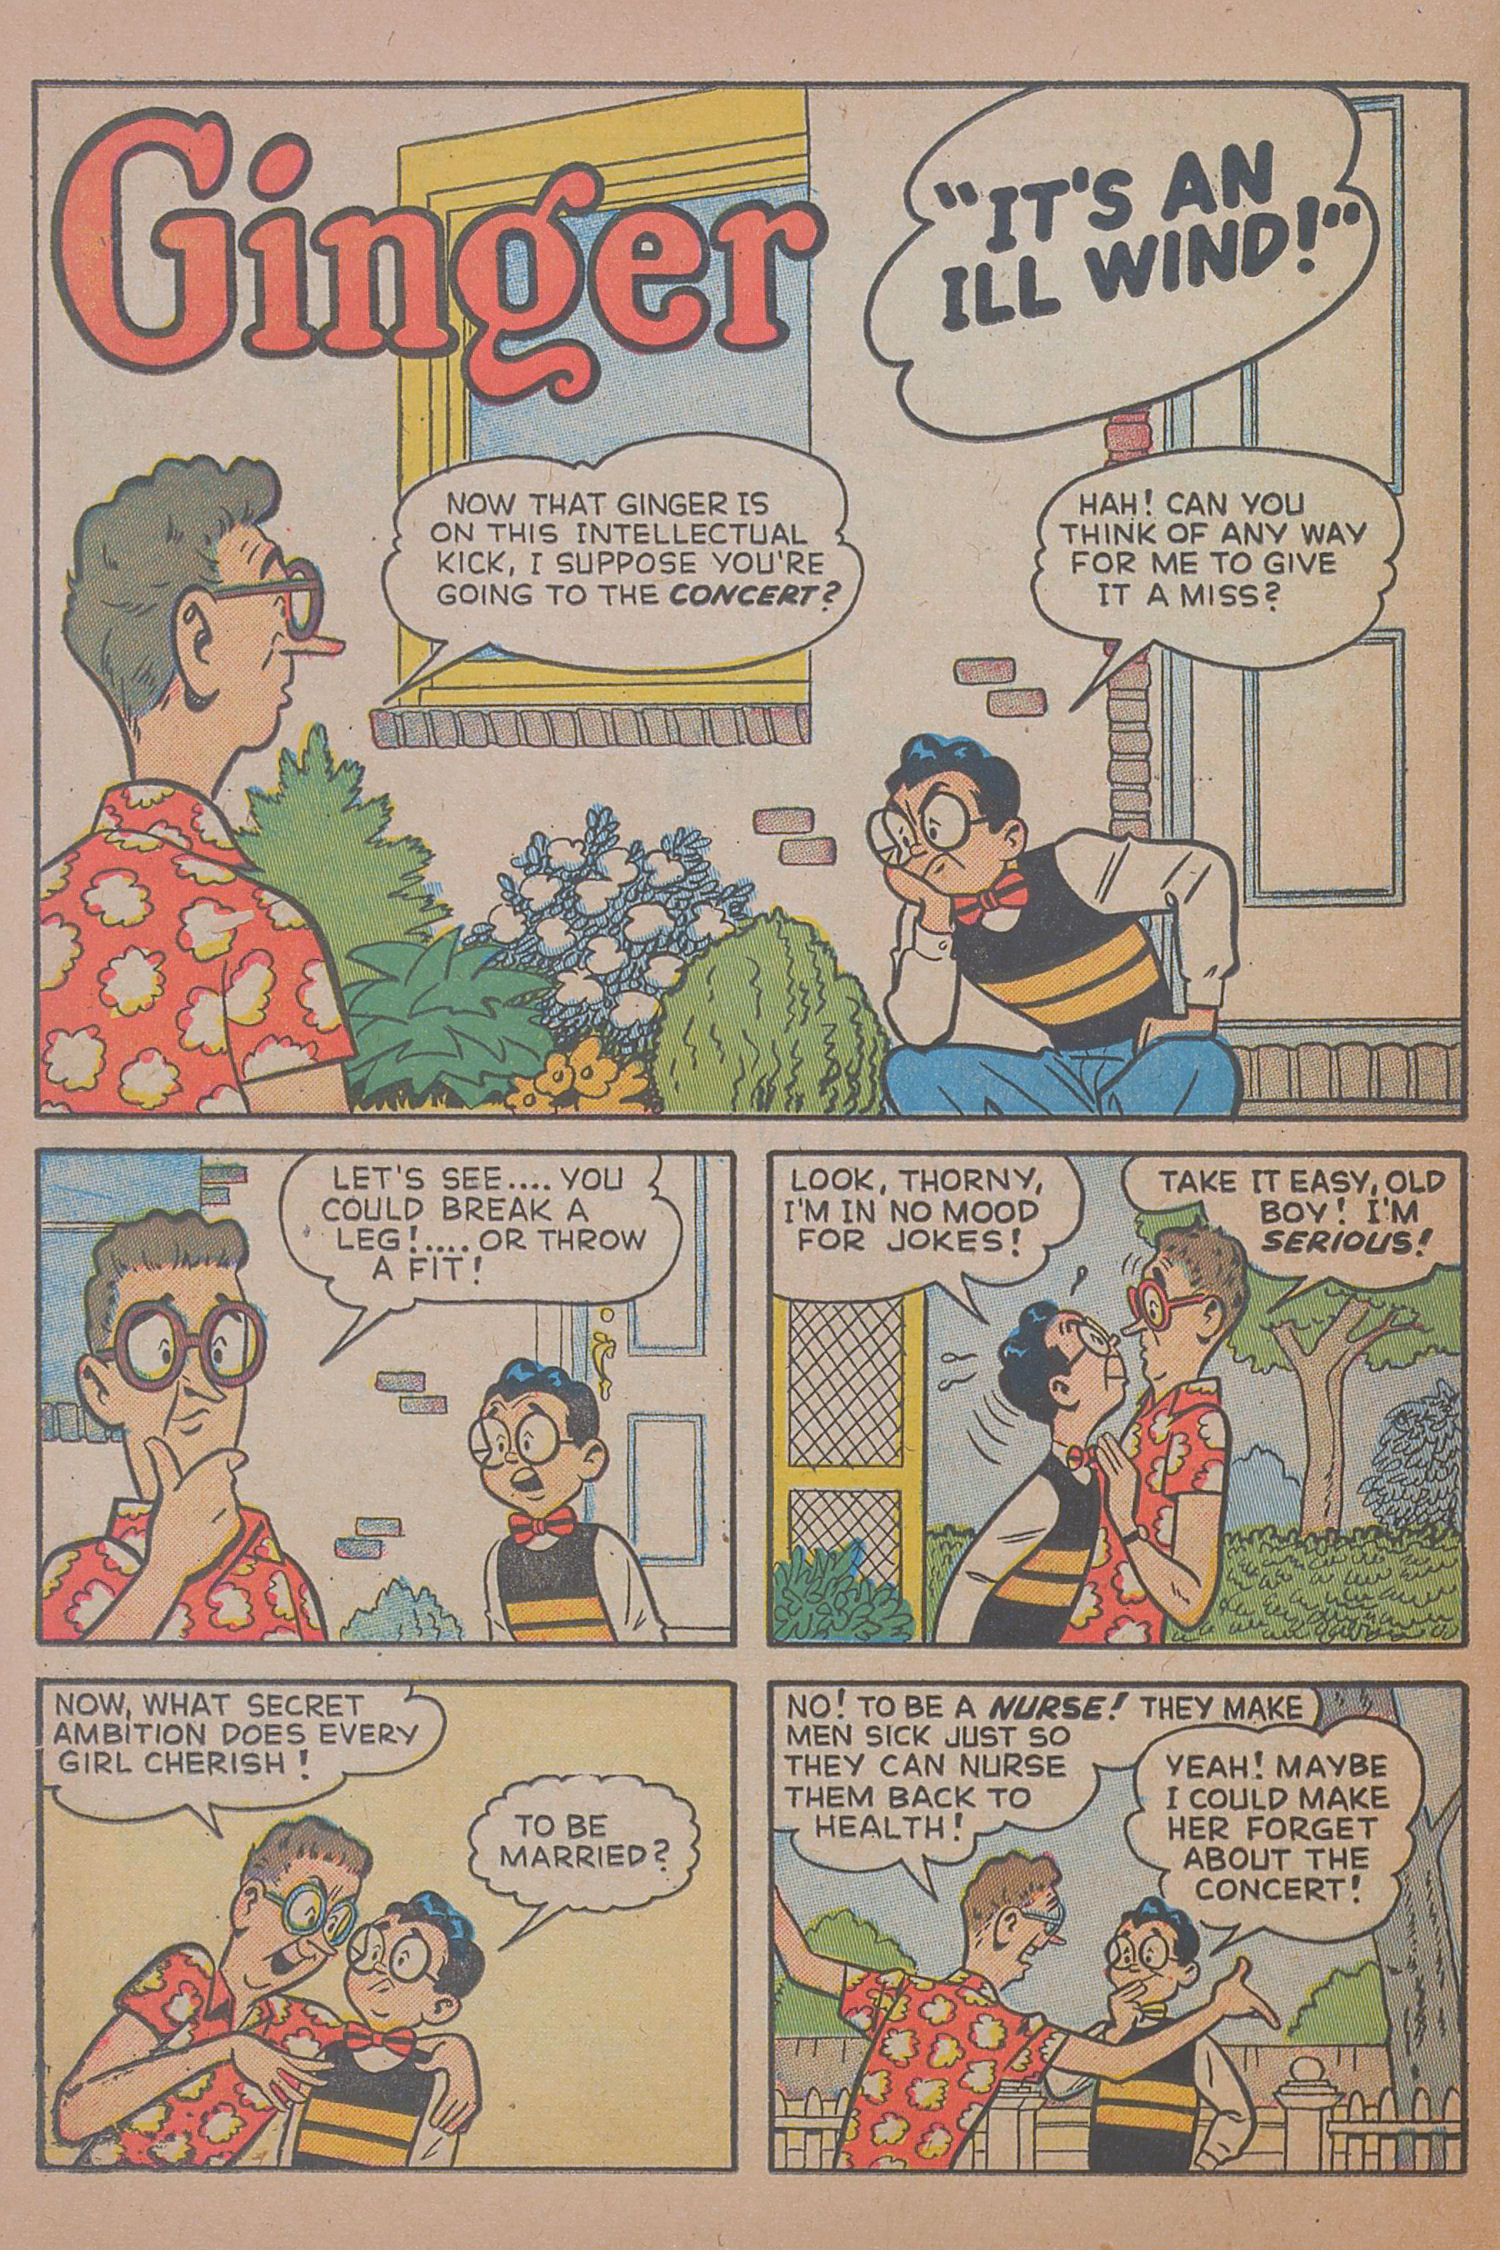 Ginger
"IT'S AN
ILL WIND!"
NOW THAT GINGER IS
ON THIS INTELLECTUAL
KICK, I SUPPOSE YOU'RE
GOING TO THE CONCERT?
HAH! CAN YOU
THINK OF ANY WAY
FOR ME TO GIVE
IT A MISS?
LET'S SEE.... YOU
COULD BREAK A
LEG!.... OR THROW
A FIT!
LOOK, THORNY,
I'M IN NO MOOD
FOR JOKES!
TAKE IT EASY, OLD
BOY! I'M
SERIOUS!
NOW, WHAT SECRET
AMBITION DOES EVERY
GIRL CHERISH!
TO BE
MARRIED?
NO! TO BE A NURSE! THEY MAKE
MEN SICK JUST SO
THEY CAN NURSE
THEM BACK TO
HEALTH!
YEAH! MAYBE
I COULD MAKE
HER FORGET
ABOUT THE
CONCERT!